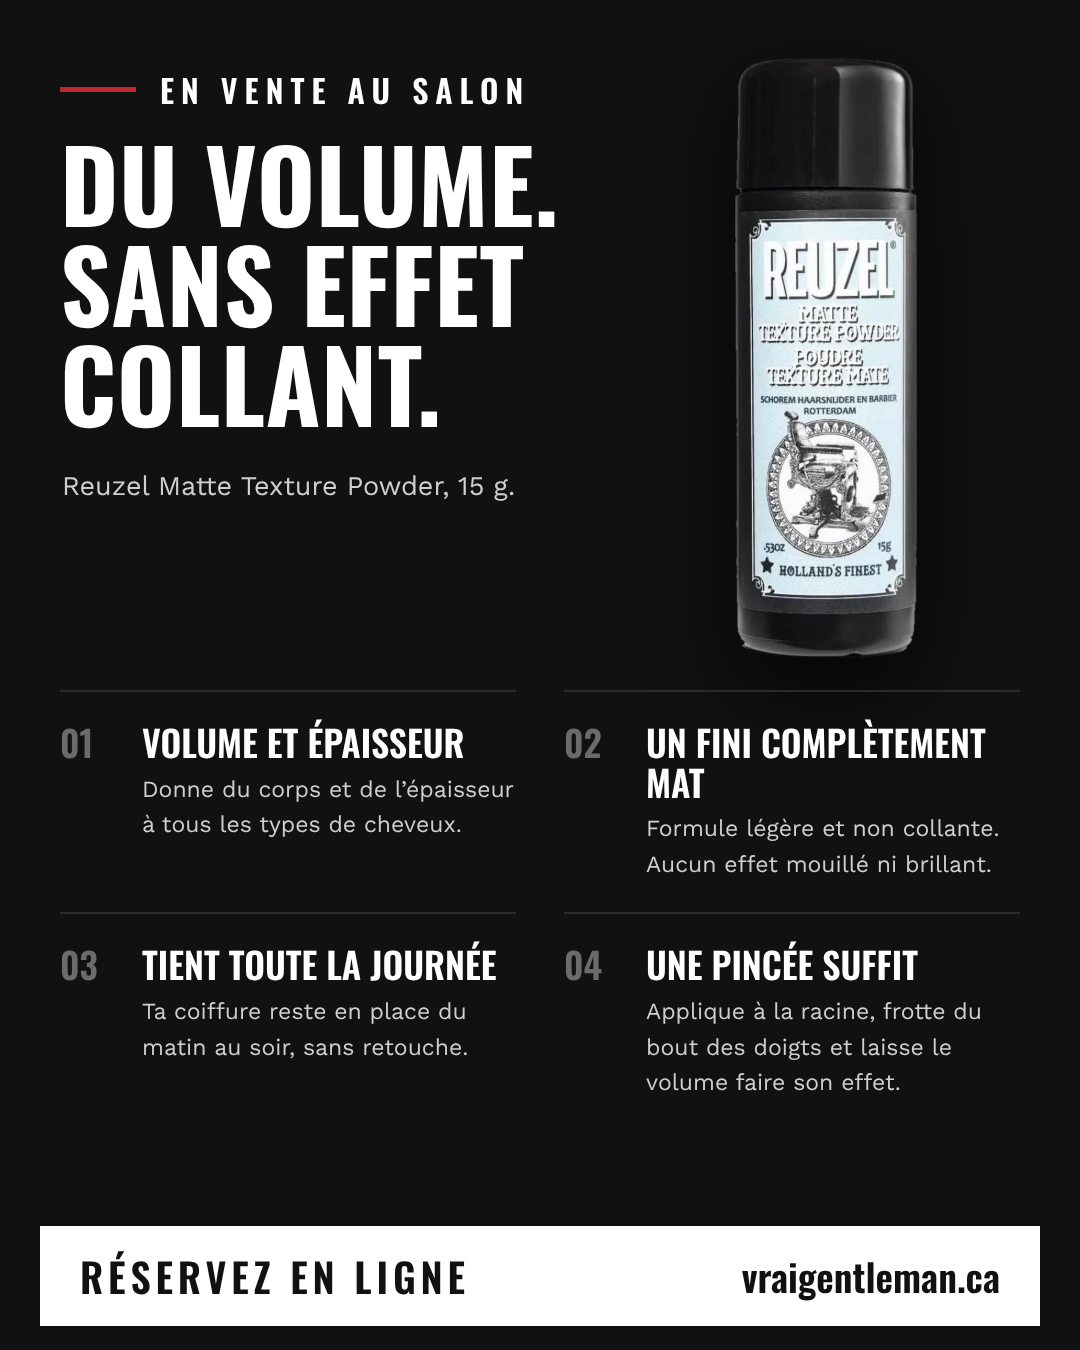 EN VENTE AU SALON
DU VOLUME.
SANS EFFET
COLLANT.
Reuzel Matte Texture Powder, 15 g.
REUZEL®
MATTE
TEXTURE POWDER
POUDRE
TEXTURE MATE
SCHOREM HAARSNIJDER EN BARBIER
ROTTERDAM
.53OZ 15g
HOLLAND'S FINEST
01 VOLUME ET ÉPAISSEUR
Donne du corps et de l’épaisseur
à tous les types de cheveux.
02 UN FINI COMPLÈTEMENT
MAT
Formule légère et non collante.
Aucun effet mouillé ni brillant.
03 TIENT TOUTE LA JOURNÉE
Ta coiffure reste en place du
matin au soir, sans retouche.
04 UNE PINCÉE SUFFIT
Applique à la racine, frotte du
bout des doigts et laisse le
volume faire son effet.
RÉSERVEZ EN LIGNE vraigentleman.ca